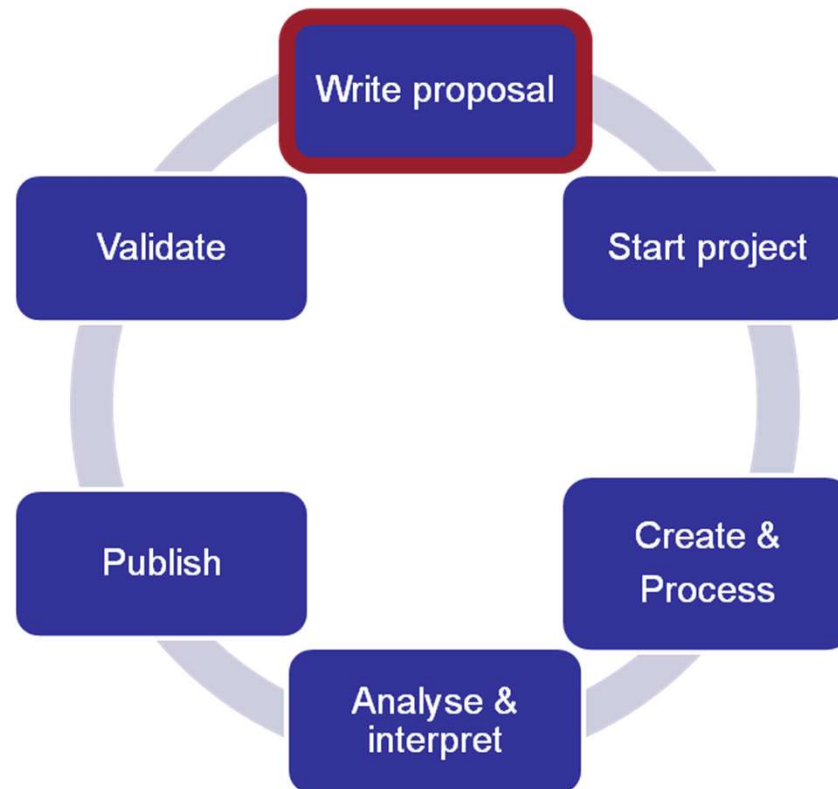 Write proposal
Start project
Create &
Process
Analyse &
interpret
Publish
Validate